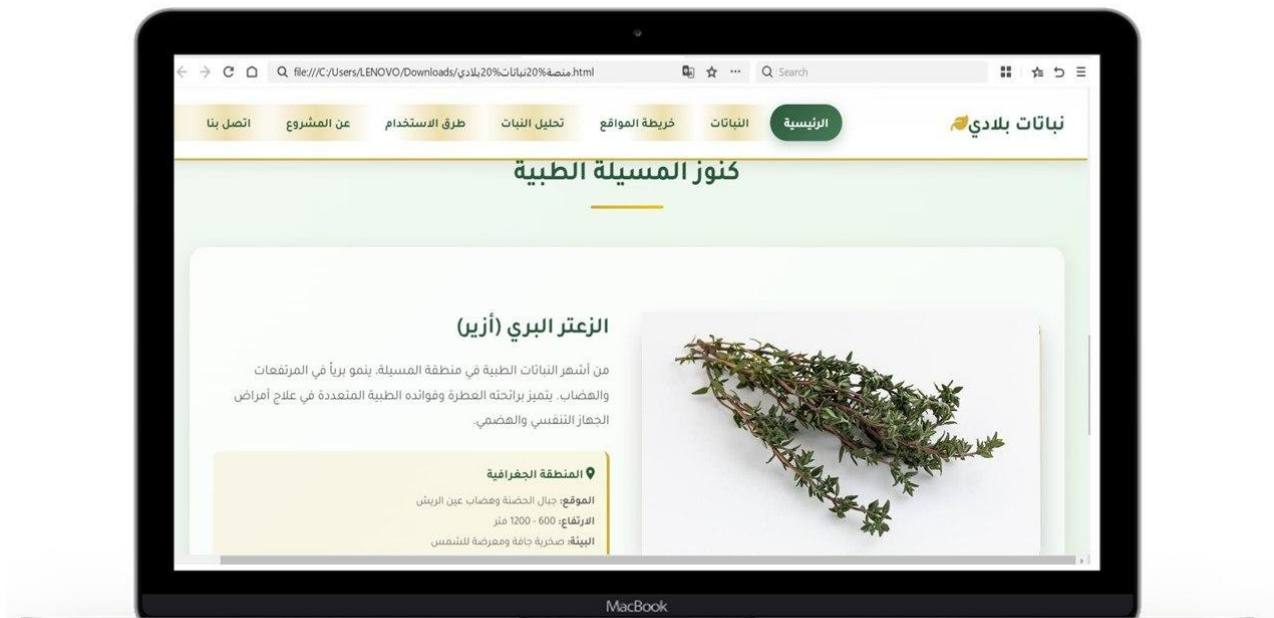 file:///C:/Users/LENOVO/Downloads/منصة%20نباتات%20بلادي.html
Search
نباتات بلادي
الرئيسية
النباتات
خريطة المواقع
تحليل النبات
طرق الاستخدام
عن المشروع
اتصل بنا
كنوز المسيلة الطبية
الزعتر البري (أزير)
من أشهر النباتات الطبية في منطقة المسيلة، ينمو برياً في المرتفعات
والهضاب. يتميز برائحته العطرة وفوائده الطبية المتعددة في علاج أمراض
الجهاز التنفسي والهضمي.
المنطقة الجغرافية
الموقع: جبال الحضنة وهضاب عين الريش
الارتفاع: 600 - 1200 متر
البيئة: صخرية جافة ومعرضة للشمس
MacBook